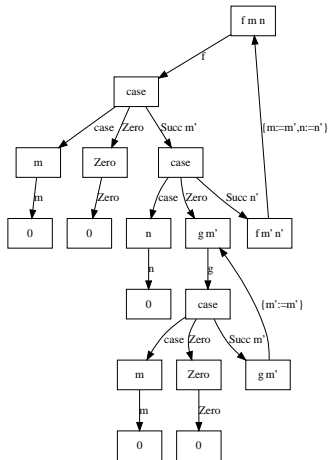 f m n
f
case
{m:=m',n:=n'}
case Zero Succ m'
m Zero case
m Zero case Zero Succ n'
0 0 n g m' f m' n'
n g
0 case {m':=m'}
case Zero Succ m'
m Zero g m'
m Zero
0 0